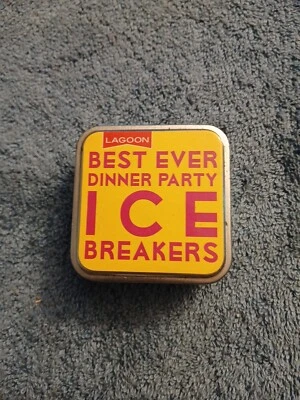 LAGOON
BEST EVER
DINNER PARTY
ICE
BREAKERS